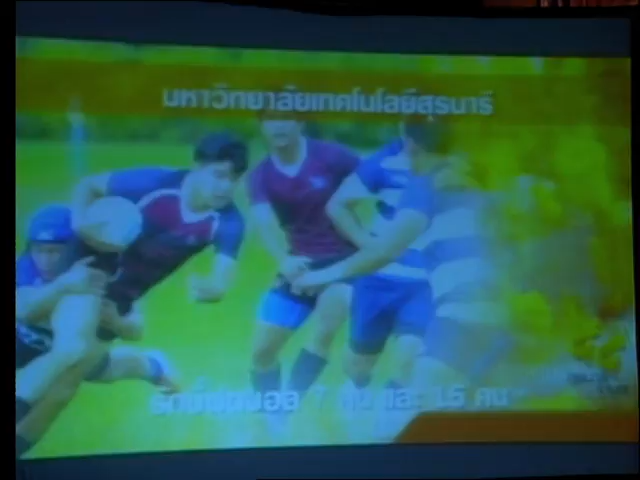 มหาวิทยาลัยเทคโนโลยีสุรนารี
รักบี้ฟุตบอล 7 คน และ 15 คน